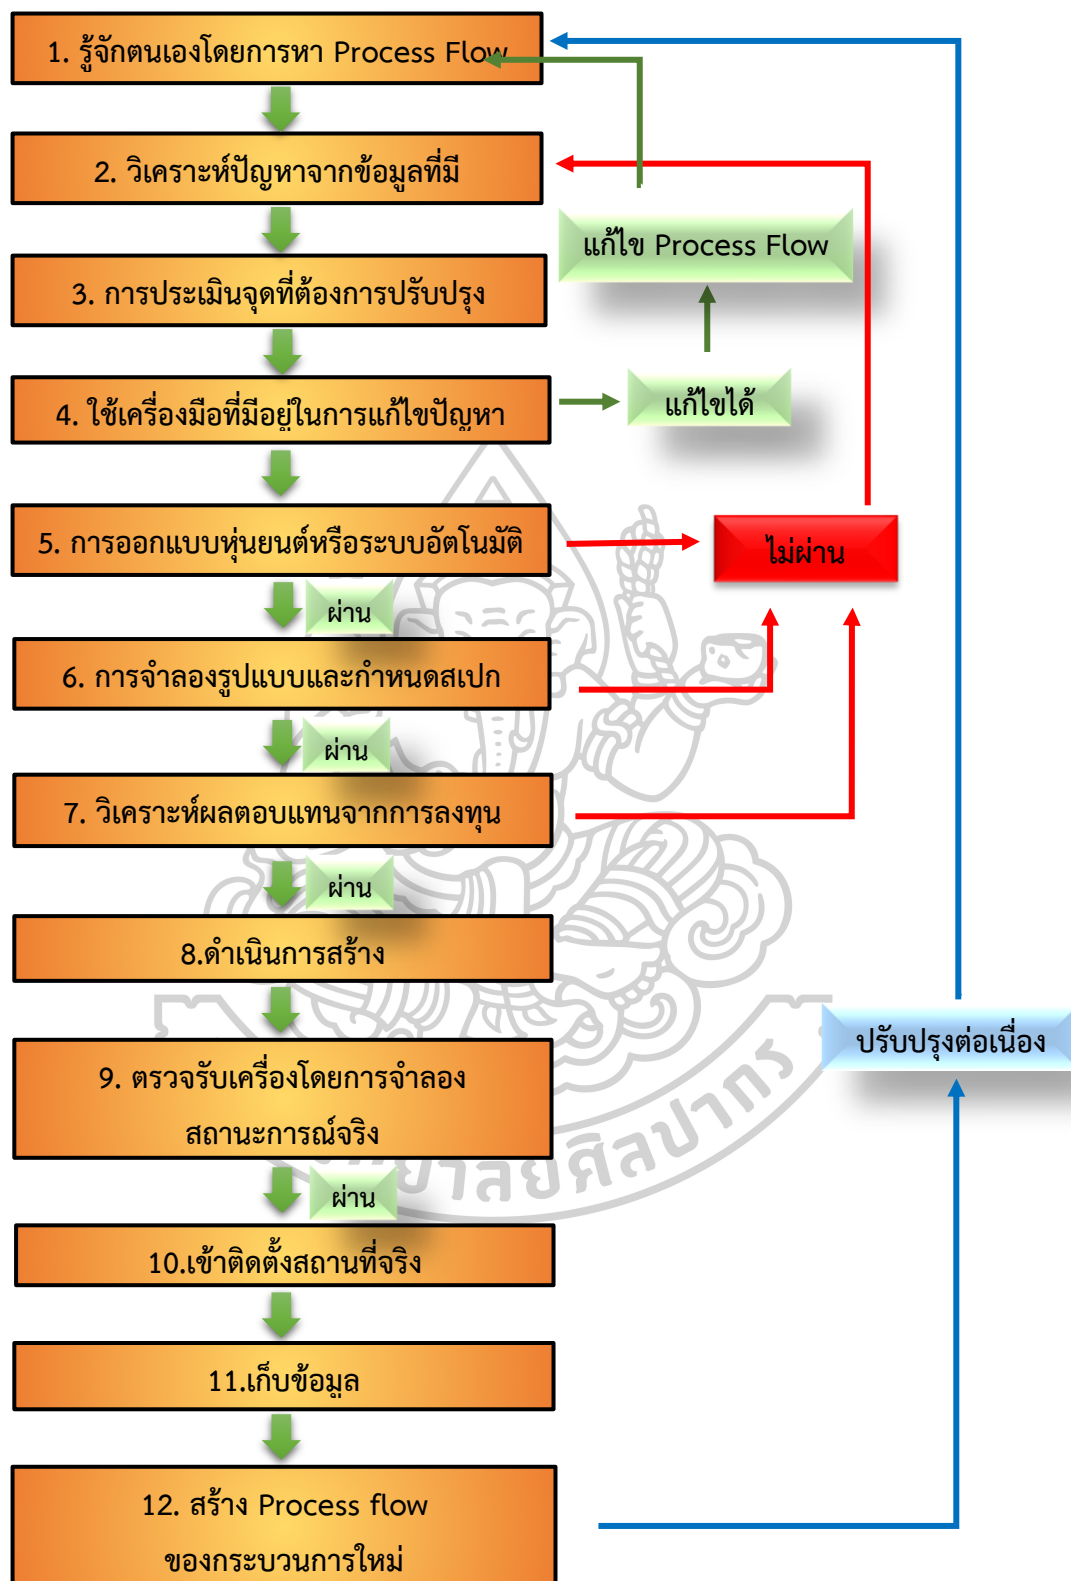 1. รู้จักตนเองโดยการหา Process Flow
2. วิเคราะห์ปัญหาจากข้อมูลที่มี
แก้ไข Process Flow
3. การประเมินจุดที่ต้องการปรับปรุง
4. ใช้เครื่องมือที่มีอยู่ในการแก้ไขปัญหา
แก้ไขได้
5. การออกแบบหุ่นยนต์หรือระบบอัตโนมัติ
ไม่ผ่าน
ผ่าน
6. การจำลองรูปแบบและกำหนดสเปก
ผ่าน
7. วิเคราะห์ผลตอบแทนจากการลงทุน
ผ่าน
8.ดำเนินการสร้าง
ปรับปรุงต่อเนื่อง
9. ตรวจรับเครื่องโดยการจำลอง
สถานะการณ์จริง
ยาลัยศิลปากร
ผ่าน
10.เข้าติดตั้งสถานที่จริง
11.เก็บข้อมูล
12. สร้าง Process flow
ของกระบวนการใหม่